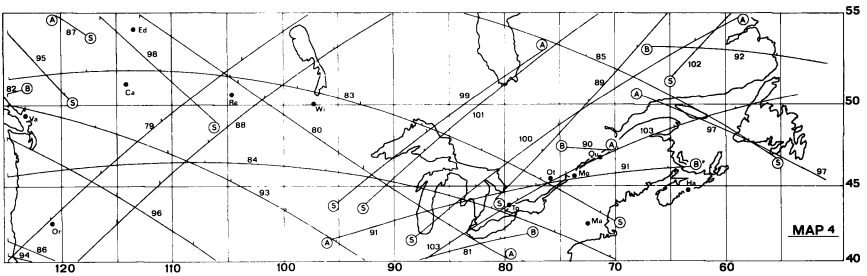 A S A S A 55
87 Ed 98 A 85 102 92
95 B
82 B Ca Re 83 99 89 S
S Wi 101 S 50
Va 79 88 80 100 103 97
S B 90 A
Qu
84 91 B S 97
93 Ot Mo 45
96 S S S To Ha
Or A 91 S Ma S MAP 4
86 103 81 B
94 A 40
120 110 100 90 80 70 60